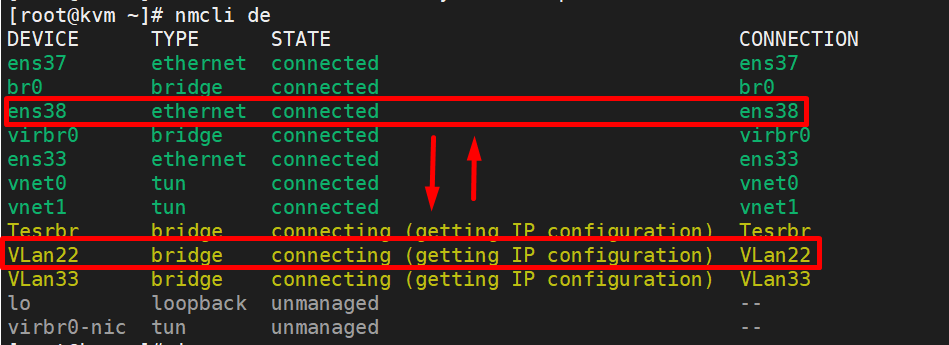 [root@kvm ~]# nmcli de
DEVICE TYPE STATE CONNECTION
ens37 ethernet connected ens37
br0 bridge connected br0
ens38 ethernet connected ens38
virbr0 bridge connected virbr0
ens33 ethernet connected ens33
vnet0 tun connected vnet0
vnet1 tun connected vnet1
Tesrbr bridge connecting (getting IP configuration) Tesrbr
VLan22 bridge connecting (getting IP configuration) VLan22
VLan33 bridge connecting (getting IP configuration) VLan33
lo loopback unmanaged --
virbr0-nic tun unmanaged --